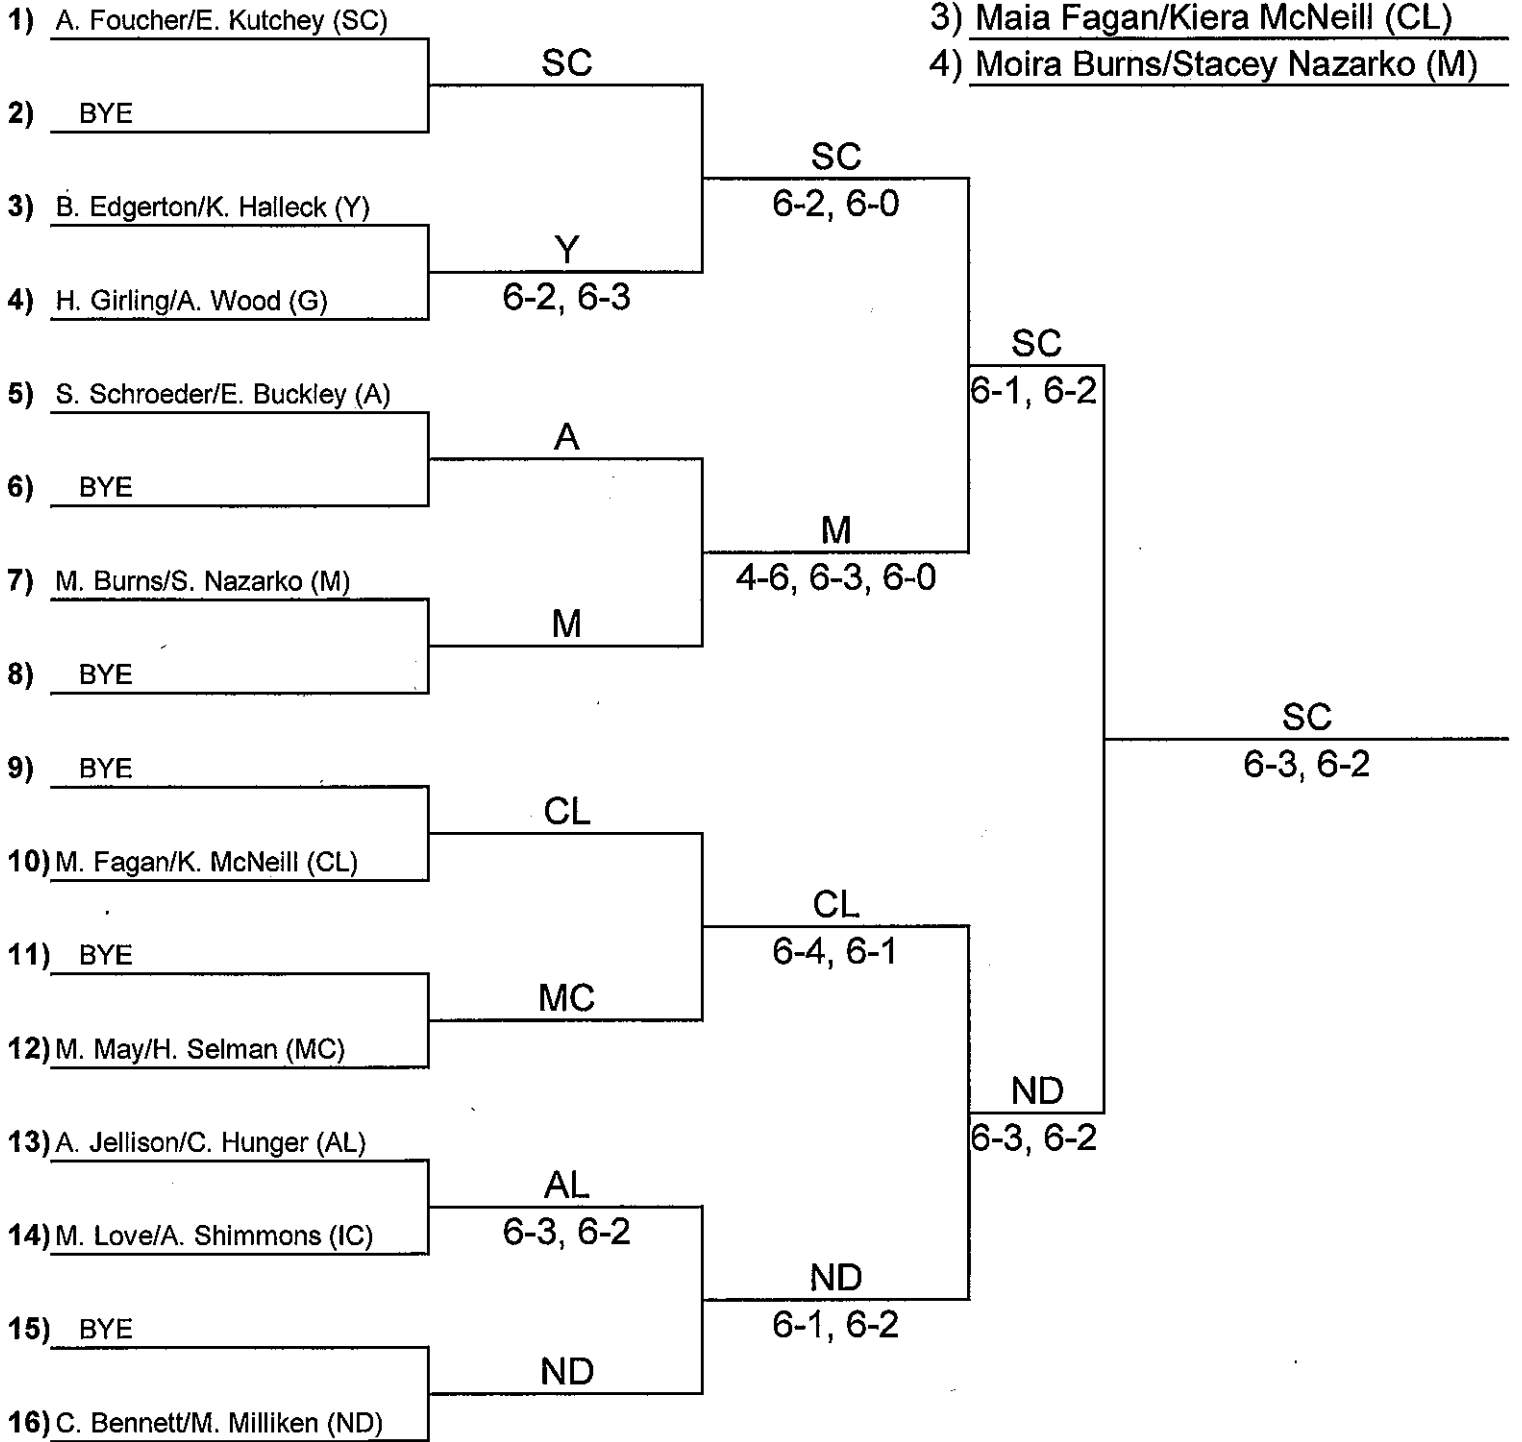 1) A. Foucher/E. Kutchey (SC)
2) BYE
3) B. Edgerton/K. Halleck (Y)
4) H. Girling/A. Wood (G)
5) S. Schroeder/E. Buckley (A)
6) BYE
7) M. Burns/S. Nazarko (M)
8) BYE
9) BYE
10) M. Fagan/K. McNeill (CL)
11) BYE
12) M. May/H. Selman (MC)
13) A. Jellison/C. Hunger (AL)
14) M. Love/A. Shimmons (IC)
15) BYE
16) C. Bennett/M. Milliken (ND)
SC
Y
6-2, 6-3
A
M
CL
MC
AL
6-3, 6-2
ND
SC
6-2, 6-0
M
4-6, 6-3, 6-0
CL
6-4, 6-1
ND
6-1, 6-2
SC
6-1, 6-2
ND
6-3, 6-2
SC
6-3, 6-2
3) Maia Fagan/Kiera McNeill (CL)
4) Moira Burns/Stacey Nazarko (M)